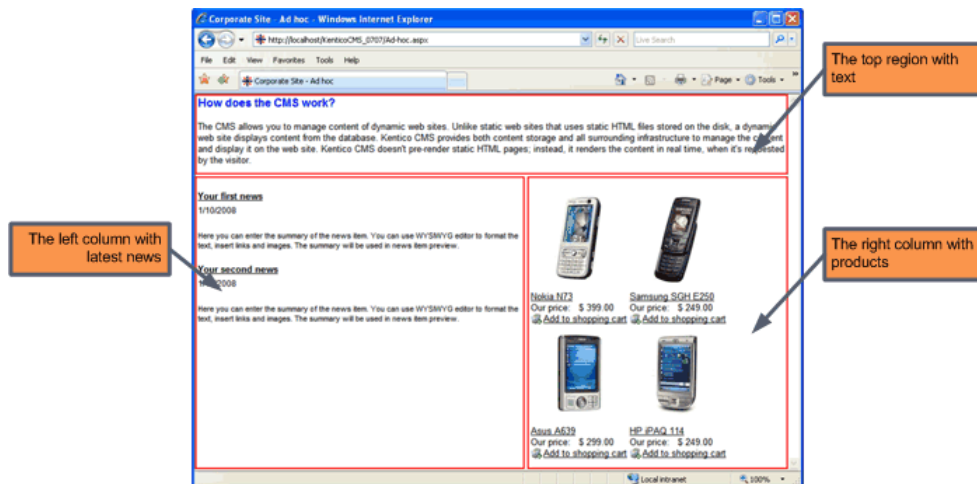 Corporate Site - Ad hoc - Windows Internet Explorer
http://localhost/KenticoCMS_0707/Ad-hoc.aspx
Live Search
File Edit View Favorites Tools Help
Corporate Site - Ad hoc
Page
Tools
The top region with
text
How does the CMS work?
The CMS allows you to manage content of dynamic web sites. Unlike static web sites that uses static HTML files stored on the disk, a dynamic
web site displays content from the database. Kentico CMS provides both content storage and all surrounding infrastructure to manage the content
and display it on the web site. Kentico CMS doesn't pre-render static HTML pages; instead, it renders the content in real time, when it's requested
by the visitor.
The left column with
latest news
Your first news
1/10/2008
Here you can enter the summary of the news item. You can use WYSIWYG editor to format the
text, insert links and images. The summary will be used in news item preview.
Your second news
2008
Here you can enter the summary of the news item. You can use WYSIWYG editor to format the
text, insert links and images. The summary will be used in news item preview.
The right column with
products
Nokia N73 Samsung SGH E250
Our price: $ 399.00 Our price: $ 249.00
Add to shopping cart Add to shopping cart
Asus A639 HP iPAQ 114
Our price: $ 299.00 Our price: $ 249.00
Add to shopping cart Add to shopping cart
Local intranet 100%